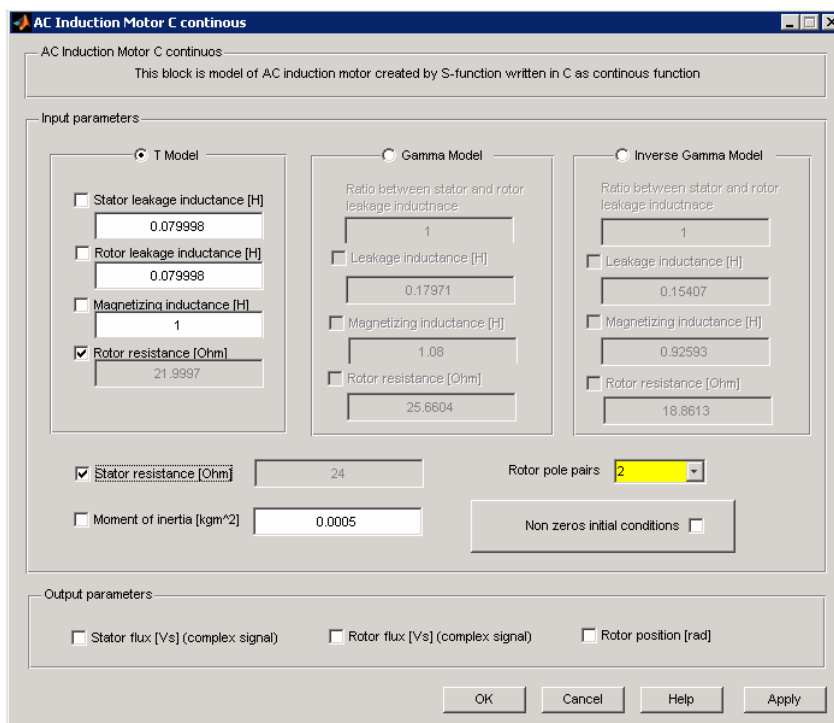 AC Induction Motor C continous
AC Induction Motor C continuos
This block is model of AC induction motor created by S-function written in C as continous function
Input parameters
T Model
Stator leakage inductance [H]
0.079998
Rotor leakage inductance [H]
0.079998
Magnetizing inductance [H]
1
Rotor resistance [Ohm]
21.9997
Gamma Model
Ratio between stator and rotor
leakage inductnace
1
Leakage inductance [H]
0.17971
Magnetizing inductance [H]
1.08
Rotor resistance [Ohm]
25.6604
Inverse Gamma Model
Ratio between stator and rotor
leakage inductnace
1
Leakage inductance [H]
0.15407
Magnetizing inductance [H]
0.92593
Rotor resistance [Ohm]
18.8613
Stator resistance [Ohm]
24
Rotor pole pairs
2
Moment of inertia [kgm^2]
0.0005
Non zeros initial conditions
Output parameters
Stator flux [Vs] (complex signal)
Rotor flux [Vs] (complex signal)
Rotor position [rad]
OK
Cancel
Help
Apply